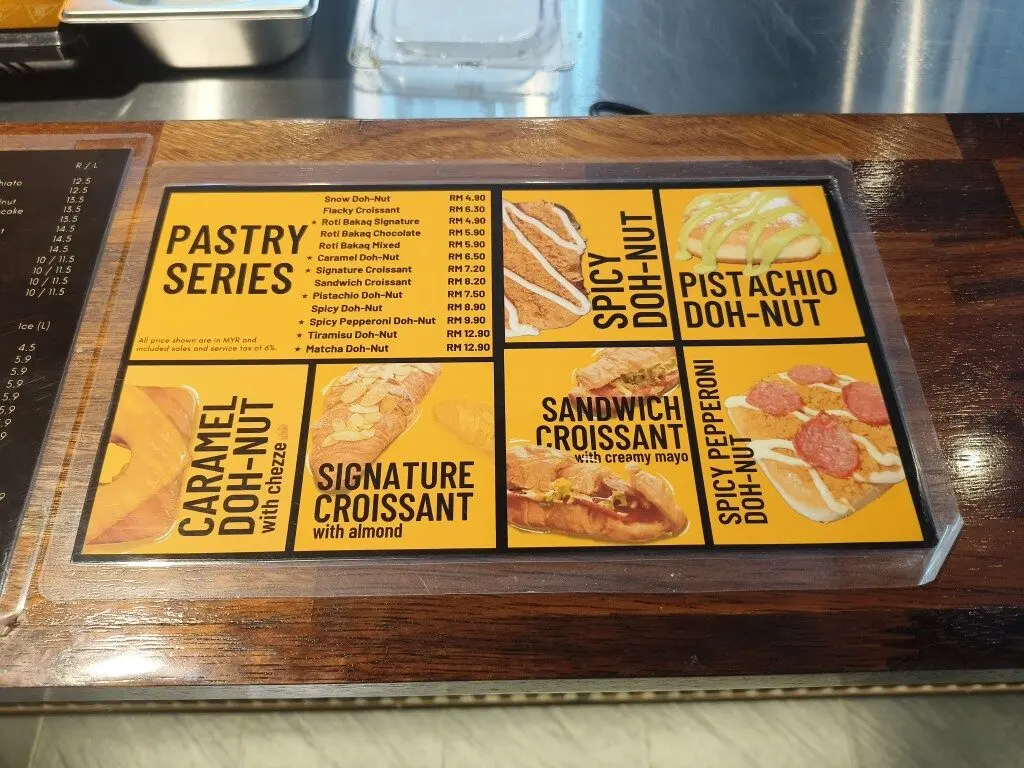 R / L
hiato 12.5
nut 13.5
cake 13.5
13.5
t 14.5
14.5
14.5
10 / 11.5
10 / 11.5
10 / 11.5
Ice (L)
4.5
5.9
5.9
5.9
5.9
5.9
5.9
PASTRY
SERIES
Snow Doh-Nut RM 4.90
Flacky Croissant RM 6.30
★ Roti Bakaq Signature RM 4.90
Roti Bakaq Chocolate RM 5.90
Roti Bakaq Mixed RM 5.90
★ Caramel Doh-Nut RM 6.50
★ Signature Croissant RM 7.20
Sandwich Croissant RM 8.20
★ Pistachio Doh-Nut RM 7.50
Spicy Doh-Nut RM 8.90
★ Spicy Pepperoni Doh-Nut RM 9.90
★ Tiramisu Doh-Nut RM 12.90
★ Matcha Doh-Nut RM 12.90
All price shown are in MYR and
included sales and service tax of 6%.
SPICY
DOH-NUT
PISTACHIO
DOH-NUT
CARAMEL
DOH-NUT
with chezze
SIGNATURE
CROISSANT
with almond
SANDWICH
CROISSANT
with creamy mayo
SPICY PEPPERONI
DOH-NUT